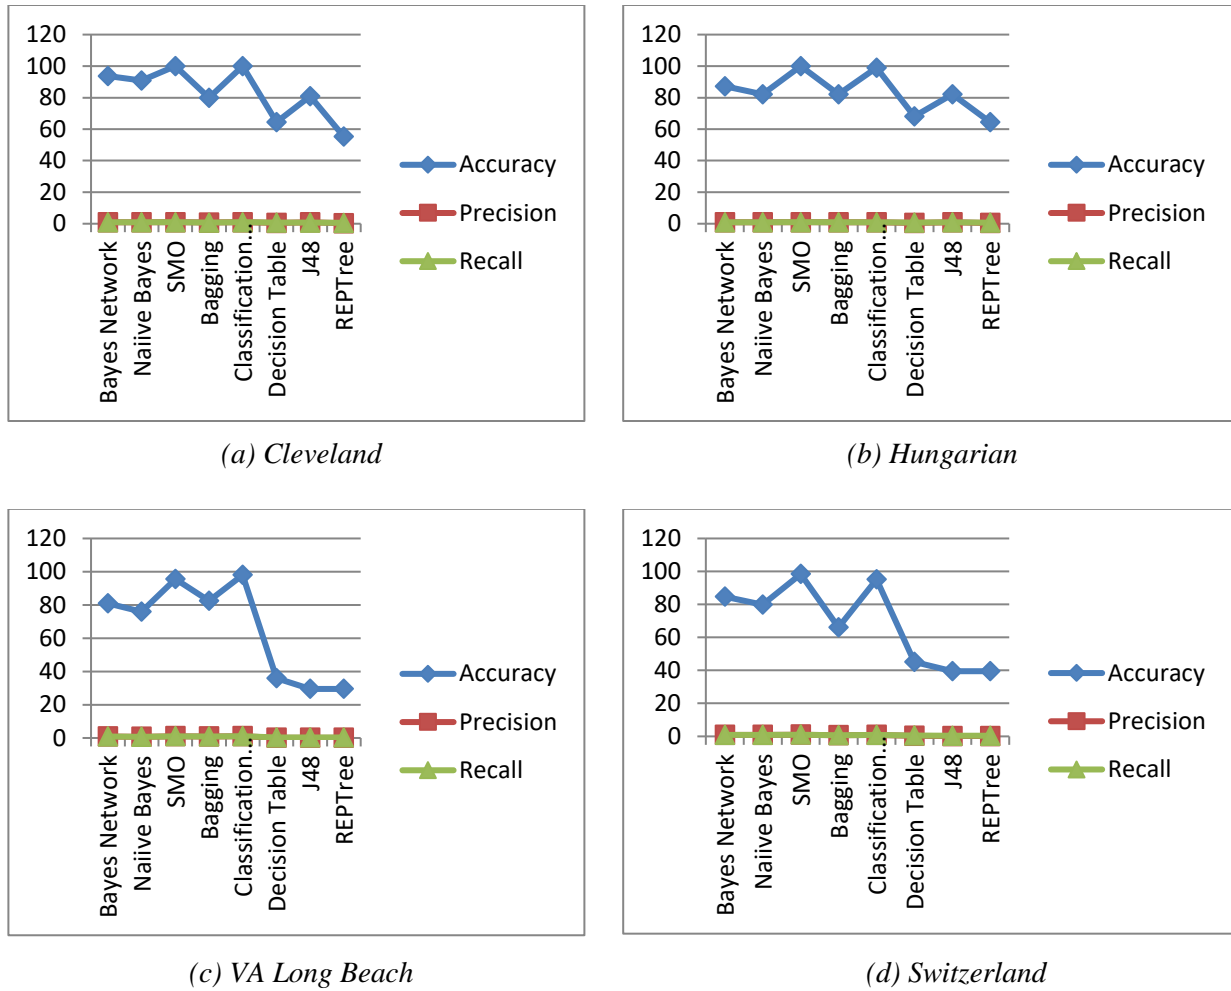 120
100
80
60
40
20
0
Bayes Network
Naiive Bayes
SMO
Bagging
Classification...
Decision Table
J48
REPTree
Accuracy
Precision
Recall
(a) Cleveland
120
100
80
60
40
20
0
Bayes Network
Naiive Bayes
SMO
Bagging
Classification...
Decision Table
J48
REPTree
Accuracy
Precision
Recall
(b) Hungarian
120
100
80
60
40
20
0
Bayes Network
Naiive Bayes
SMO
Bagging
Classification...
Decision Table
J48
REPTree
Accuracy
Precision
Recall
(c) VA Long Beach
120
100
80
60
40
20
0
Bayes Network
Naiive Bayes
SMO
Bagging
Classification...
Decision Table
J48
REPTree
Accuracy
Precision
Recall
(d) Switzerland